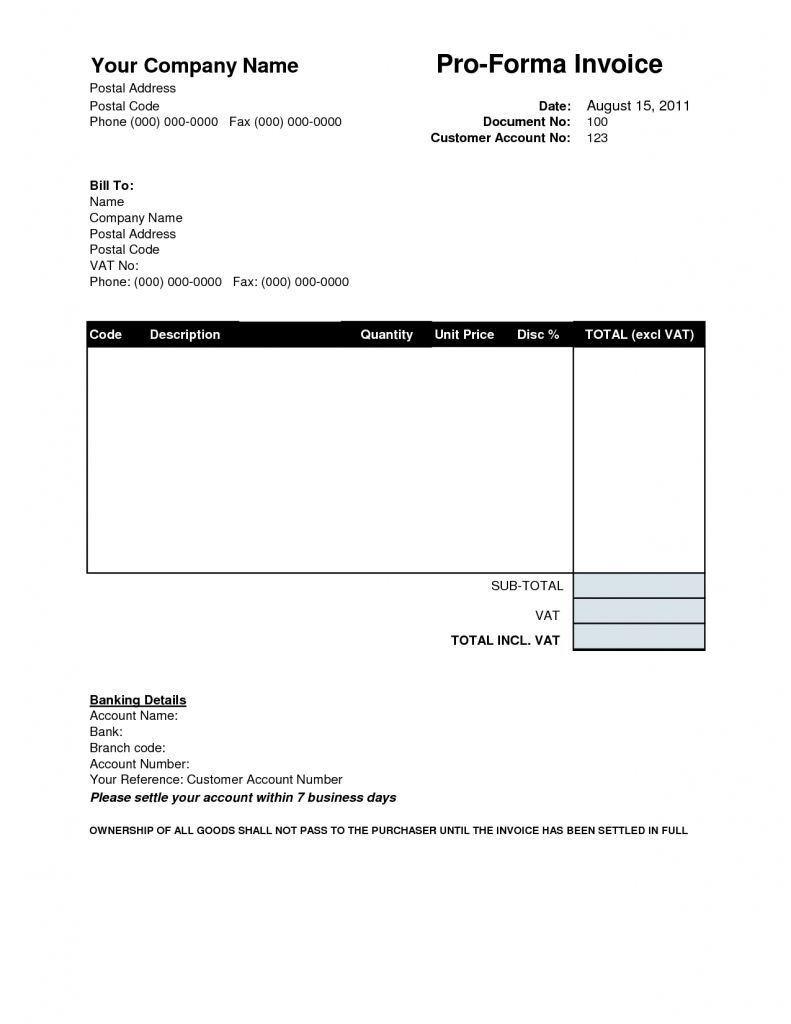 Your Company Name
Postal Address
Postal Code
Phone (000) 000-0000   Fax (000) 000-0000
Pro-Forma Invoice
Date: August 15, 2011
Document No: 100
Customer Account No: 123
Bill To:
Name
Company Name
Postal Address
Postal Code
VAT No:
Phone: (000) 000-0000   Fax: (000) 000-0000
Code Description Quantity Unit Price Disc % TOTAL (excl VAT)
SUB-TOTAL
VAT
TOTAL INCL. VAT
Banking Details
Account Name:
Bank:
Branch code:
Account Number:
Your Reference: Customer Account Number
Please settle your account within 7 business days
OWNERSHIP OF ALL GOODS SHALL NOT PASS TO THE PURCHASER UNTIL THE INVOICE HAS BEEN SETTLED IN FULL